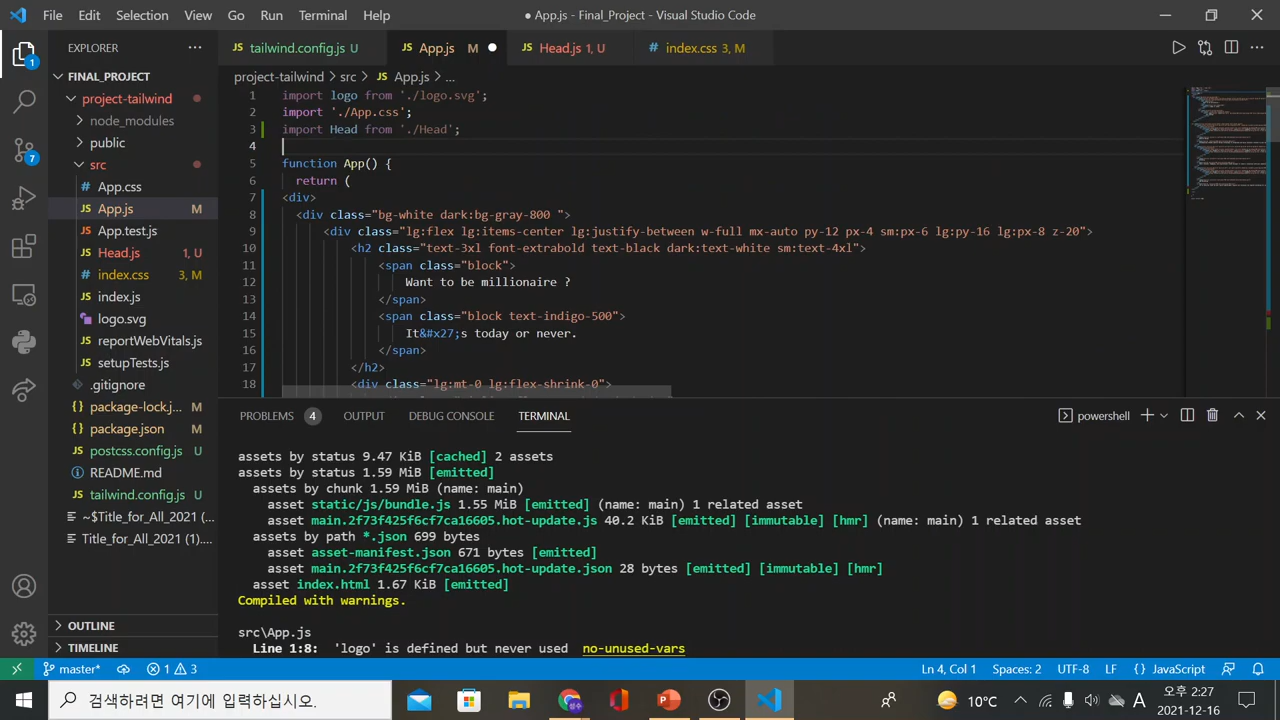 File Edit Selection View Go Run Terminal Help
● App.js - Final_Project - Visual Studio Code
EXPLORER
FINAL_PROJECT
project-tailwind
node_modules
public
src
App.css
App.js M
App.test.js
Head.js 1, U
index.css 3, M
index.js
logo.svg
reportWebVitals.js
setupTests.js
.gitignore
package-lock.j... M
package.json M
postcss.config.js U
README.md
tailwind.config.js U
~$Title_for_All_2021 (...
Title_for_All_2021 (1)....
OUTLINE
TIMELINE
1
7
tailwind.config.js U
App.js M
Head.js 1, U
index.css 3, M
project-tailwind > src > App.js > ...
1 import logo from './logo.svg';
2 import './App.css';
3 import Head from './Head';
4
5 function App() {
6 return (
7 <div>
8 <div class="bg-white dark:bg-gray-800 ">
9 <div class="lg:flex lg:items-center lg:justify-between w-full mx-auto py-12 px-4 sm:px-6 lg:py-16 lg:px-8 z-20">
10 <h2 class="text-3xl font-extrabold text-black dark:text-white sm:text-4xl">
11 <span class="block">
12 Want to be millionaire ?
13 </span>
14 <span class="block text-indigo-500">
15 It&#x27;s today or never.
16 </span>
17 </h2>
18 <div class="lg:mt-0 lg:flex-shrink-0">
PROBLEMS 4 OUTPUT DEBUG CONSOLE TERMINAL
powershell
assets by status 9.47 KiB [cached] 2 assets
assets by status 1.59 MiB [emitted]
assets by chunk 1.59 MiB (name: main)
asset static/js/bundle.js 1.55 MiB [emitted] (name: main) 1 related asset
asset main.2f73f425f6cf7ca16605.hot-update.js 40.2 KiB [emitted] [immutable] [hmr] (name: main) 1 related asset
assets by path *.json 699 bytes
asset asset-manifest.json 671 bytes [emitted]
asset main.2f73f425f6cf7ca16605.hot-update.json 28 bytes [emitted] [immutable] [hmr]
asset index.html 1.67 KiB [emitted]
Compiled with warnings.
src\App.js
Line 1:8: 'logo' is defined but never used no-unused-vars
master* 1 3
Ln 4, Col 1 Spaces: 2 UTF-8 LF {} JavaScript
검색하려면 여기에 입력하십시오.
10°C
A
오후 2:27
2021-12-16